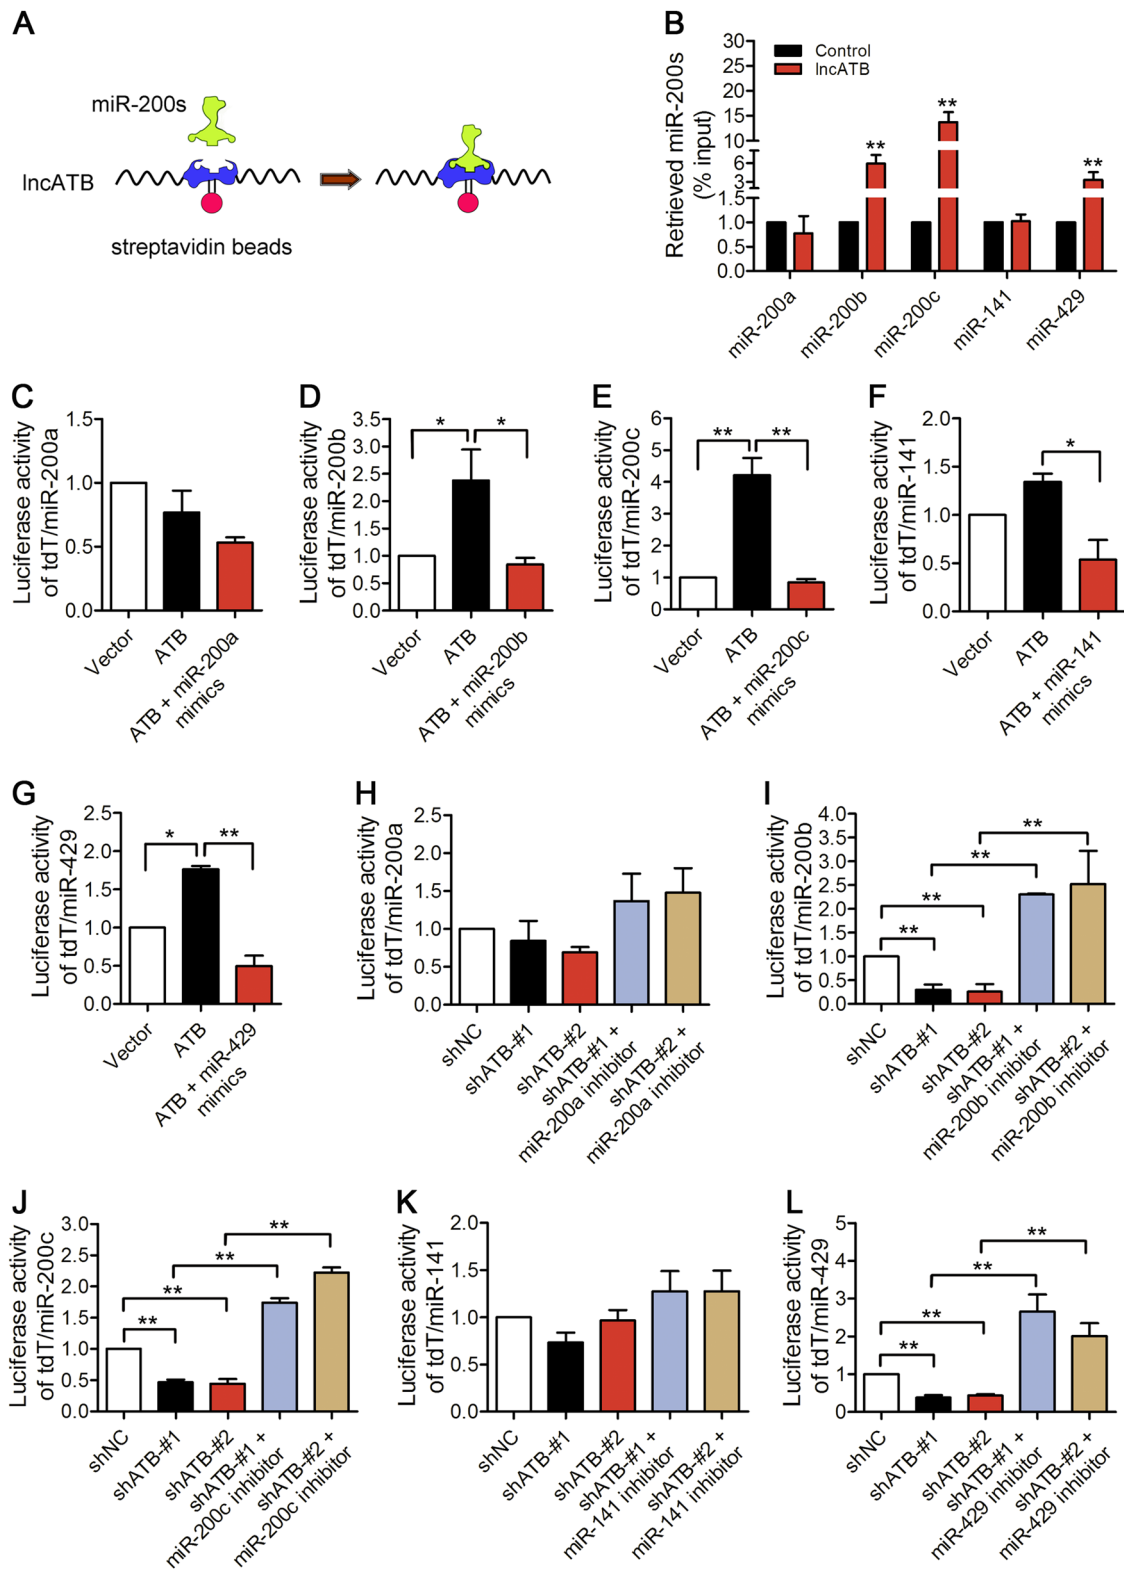 A
miR-200s
lncATB
streptavidin beads
B
Retrieved miR-200s
(% input)
30
25
20
15
10
6
3
1.5
1.0
0.5
0.0
Control
lncATB
**
**
**
miR-200a
miR-200b
miR-200c
miR-141
miR-429
C
Luciferase activity
of tdT/miR-200a
1.5
1.0
0.5
0.0
Vector
ATB
ATB + miR-200a
mimics
D
Luciferase activity
of tdT/miR-200b
3.5
3.0
2.5
2.0
1.5
1.0
0.5
0.0
*
*
Vector
ATB
ATB + miR-200b
mimics
E
Luciferase activity
of tdT/miR-200c
6
5
4
3
2
1
0
**
**
Vector
ATB
ATB + miR-200c
mimics
F
Luciferase activity
of tdT/miR-141
2.0
1.5
1.0
0.5
0.0
*
Vector
ATB
ATB + miR-141
mimics
G
Luciferase activity
of tdT/miR-429
2.5
2.0
1.5
1.0
0.5
0.0
*
**
Vector
ATB
ATB + miR-429
mimics
H
Luciferase activity
of tdT/miR-200a
2.5
2.0
1.5
1.0
0.5
0.0
shNC
shATB-#1
shATB-#2
shATB-#1 +
miR-200a inhibitor
shATB-#2 +
miR-200a inhibitor
I
Luciferase activity
of tdT/miR-200b
4.0
3.5
3.0
2.5
2.0
1.5
1.0
0.5
0.0
**
**
**
**
shNC
shATB-#1
shATB-#2
shATB-#1 +
miR-200b inhibitor
shATB-#2 +
miR-200b inhibitor
J
Luciferase activity
of tdT/miR-200c
3.0
2.5
2.0
1.5
1.0
0.5
0.0
**
**
**
**
shNC
shATB-#1
shATB-#2
shATB-#1 +
miR-200c inhibitor
shATB-#2 +
miR-200c inhibitor
K
Luciferase activity
of tdT/miR-141
2.0
1.5
1.0
0.5
0.0
shNC
shATB-#1
shATB-#2
shATB-#1 +
miR-141 inhibitor
shATB-#2 +
miR-141 inhibitor
L
Luciferase activity
of tdT/miR-429
5
4
3
2
1
0
**
**
**
**
shNC
shATB-#1
shATB-#2
shATB-#1 +
miR-429 inhibitor
shATB-#2 +
miR-429 inhibitor